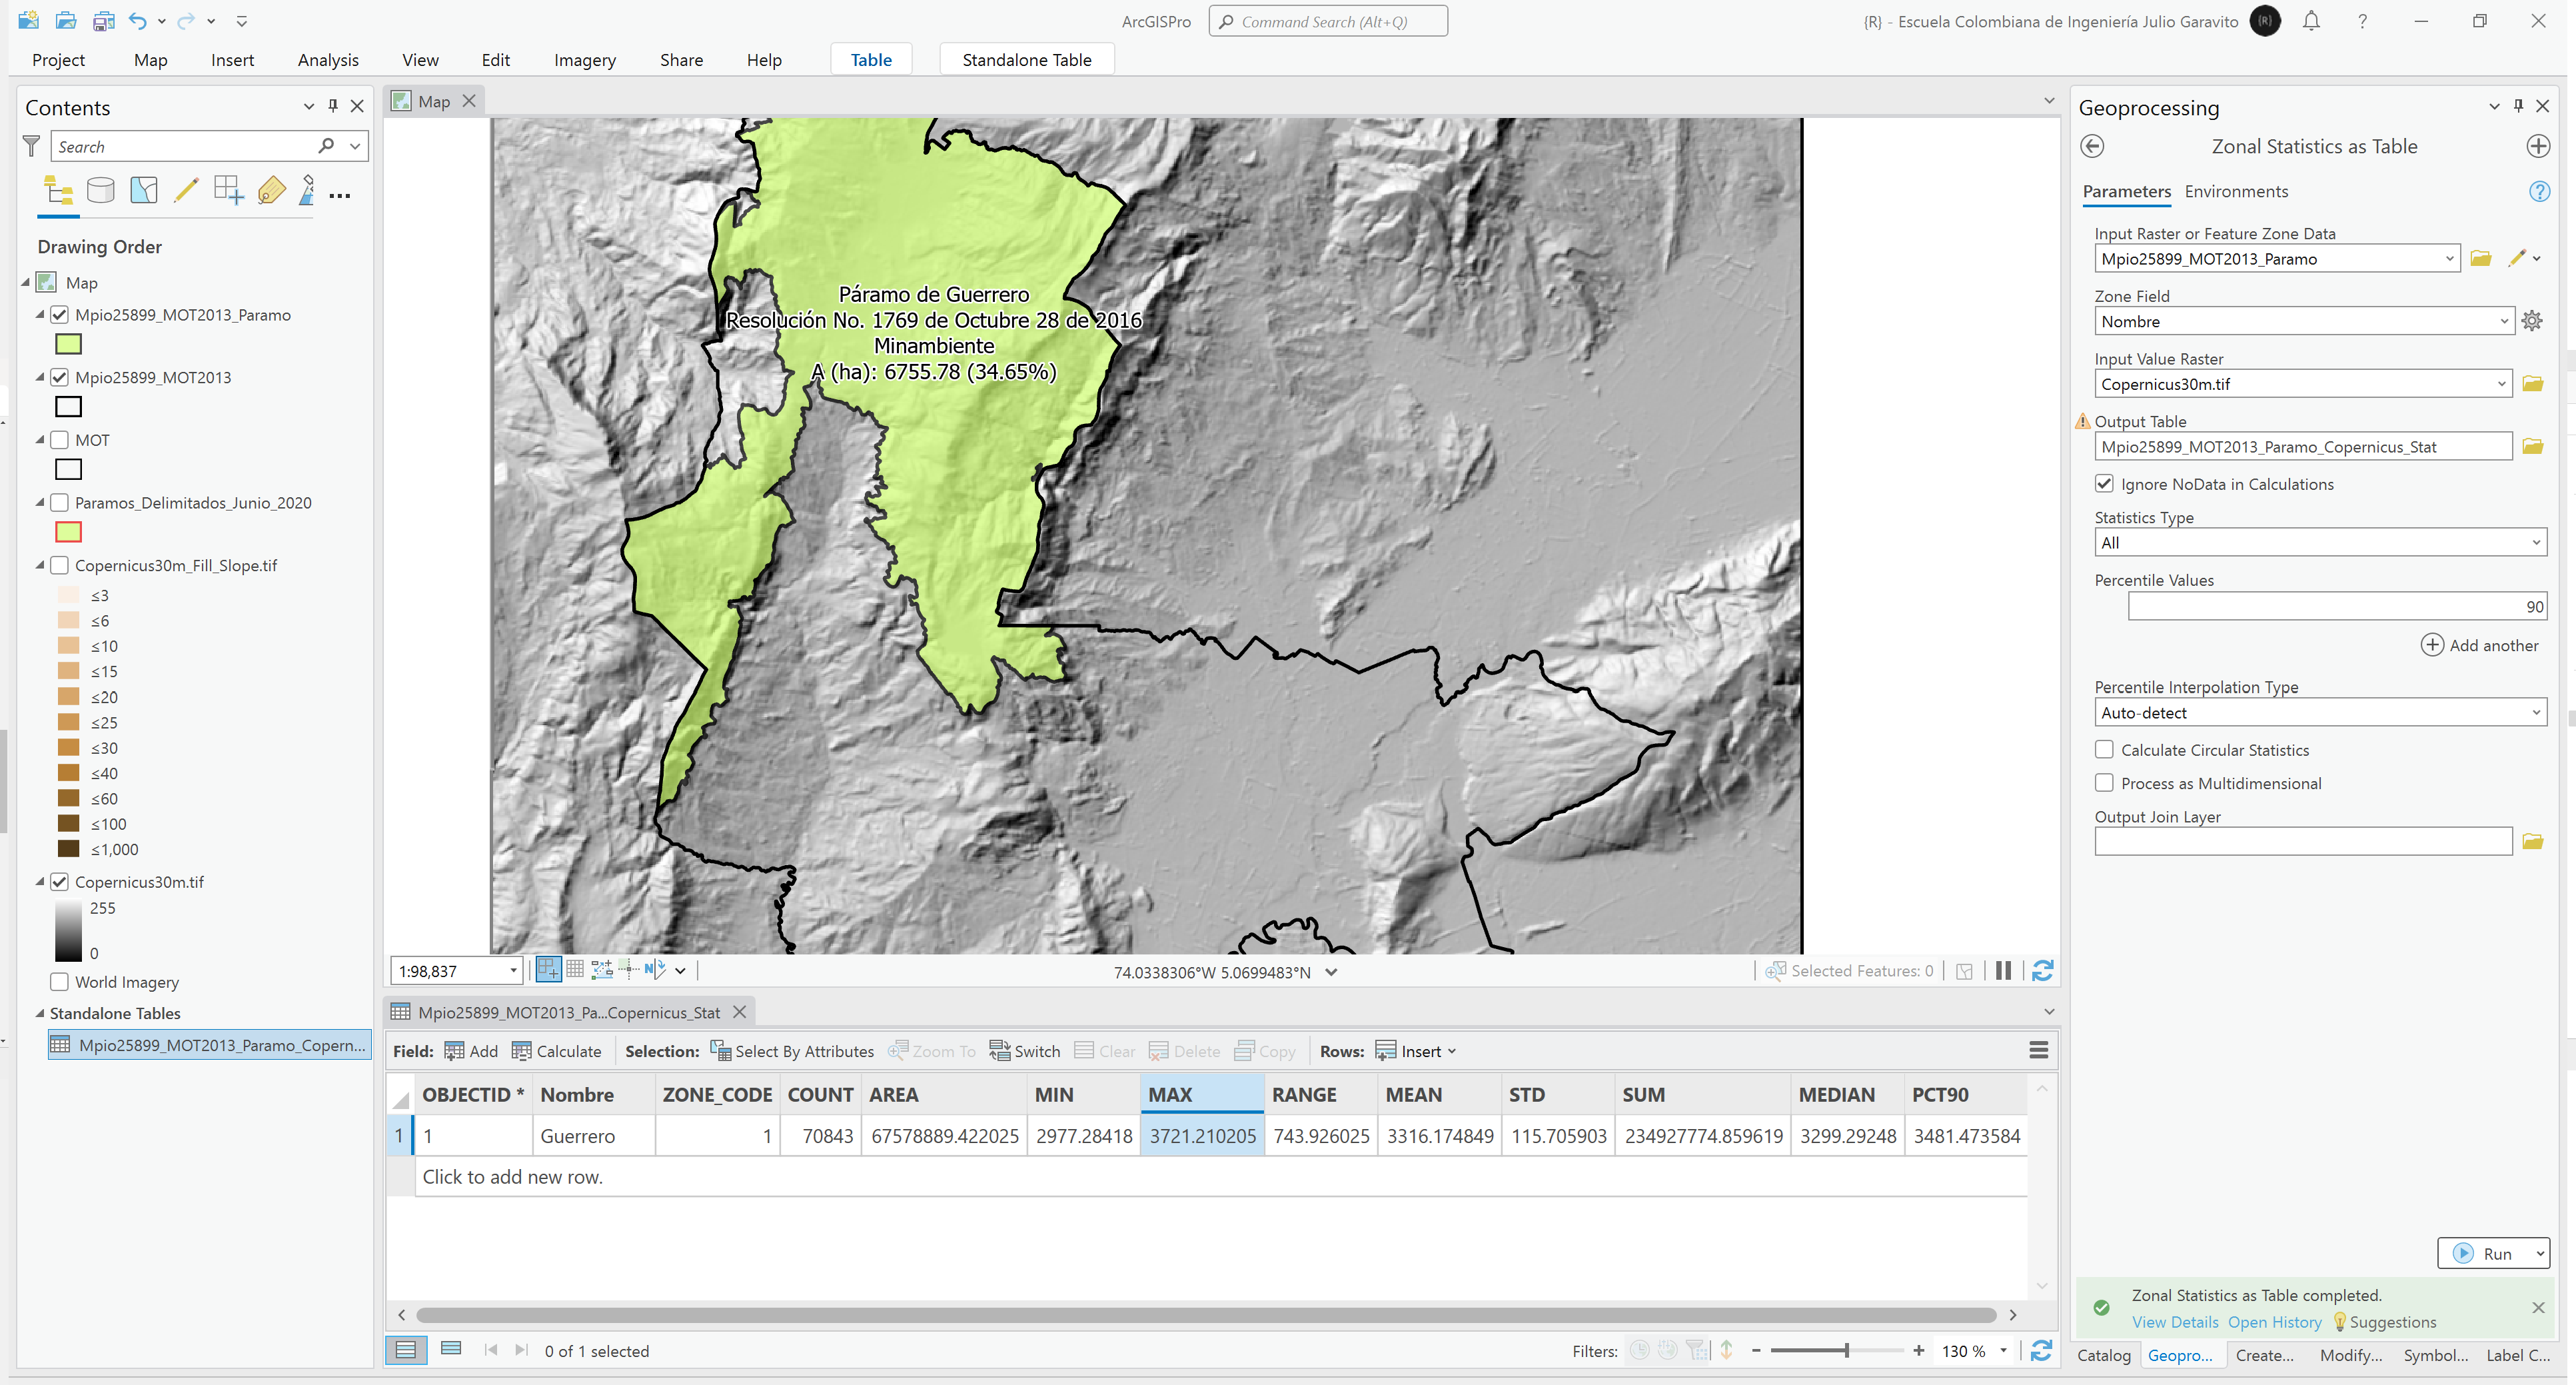 ArcGISPro
Command Search (Alt+Q)
{R} - Escuela Colombiana de Ingeniería Julio Garavito
{R}
?
Project Map Insert Analysis View Edit Imagery Share Help Table Standalone Table
Contents
Search
Drawing Order
Map
Mpio25899_MOT2013_Paramo
Mpio25899_MOT2013
MOT
Paramos_Delimitados_Junio_2020
Copernicus30m_Fill_Slope.tif
≤3
≤6
≤10
≤15
≤20
≤25
≤30
≤40
≤60
≤100
≤1,000
Copernicus30m.tif
255
0
World Imagery
Standalone Tables
Mpio25899_MOT2013_Paramo_Copern...
Map
Páramo de Guerrero
Resolución No. 1769 de Octubre 28 de 2016
Minambiente
A (ha): 6755.78 (34.65%)
1:98,837
74.0338306°W 5.0699483°N
Selected Features: 0
Mpio25899_MOT2013_Pa...Copernicus_Stat
Field: Add Calculate Selection: Select By Attributes Zoom To Switch Clear Delete Copy Rows: Insert
OBJECTID * Nombre ZONE_CODE COUNT AREA MIN MAX RANGE MEAN STD SUM MEDIAN PCT90
1 1 Guerrero 1 70843 67578889.422025 2977.28418 3721.210205 743.926025 3316.174849 115.705903 234927774.859619 3299.29248 3481.473584
Click to add new row.
0 of 1 selected
Filters:
130 %
Geoprocessing
Zonal Statistics as Table
Parameters Environments
?
Input Raster or Feature Zone Data
Mpio25899_MOT2013_Paramo
Zone Field
Nombre
Input Value Raster
Copernicus30m.tif
Output Table
Mpio25899_MOT2013_Paramo_Copernicus_Stat
Ignore NoData in Calculations
Statistics Type
All
Percentile Values
90
Add another
Percentile Interpolation Type
Auto-detect
Calculate Circular Statistics
Process as Multidimensional
Output Join Layer
Run
Zonal Statistics as Table completed.
View Details Open History Suggestions
Catalog Geopro... Create... Modify... Symbol... Label C...